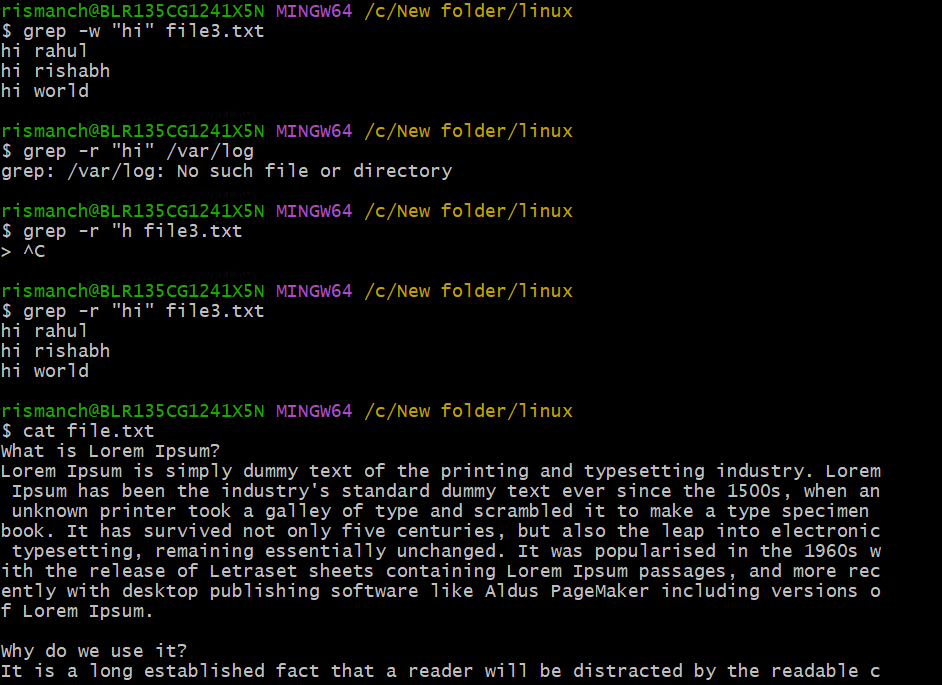 rismanch@BLR135CG1241X5N MINGW64 /c/New folder/linux
$ grep -w "hi" file3.txt
hi rahul
hi rishabh
hi world
rismanch@BLR135CG1241X5N MINGW64 /c/New folder/linux
$ grep -r "hi" /var/log
grep: /var/log: No such file or directory
rismanch@BLR135CG1241X5N MINGW64 /c/New folder/linux
$ grep -r "h file3.txt
> ^C
rismanch@BLR135CG1241X5N MINGW64 /c/New folder/linux
$ grep -r "hi" file3.txt
hi rahul
hi rishabh
hi world
rismanch@BLR135CG1241X5N MINGW64 /c/New folder/linux
$ cat file.txt
What is Lorem Ipsum?
Lorem Ipsum is simply dummy text of the printing and typesetting industry. Lorem
 Ipsum has been the industry's standard dummy text ever since the 1500s, when an
 unknown printer took a galley of type and scrambled it to make a type specimen
book. It has survived not only five centuries, but also the leap into electronic
 typesetting, remaining essentially unchanged. It was popularised in the 1960s w
ith the release of Letraset sheets containing Lorem Ipsum passages, and more rec
ently with desktop publishing software like Aldus PageMaker including versions o
f Lorem Ipsum.
Why do we use it?
It is a long established fact that a reader will be distracted by the readable c